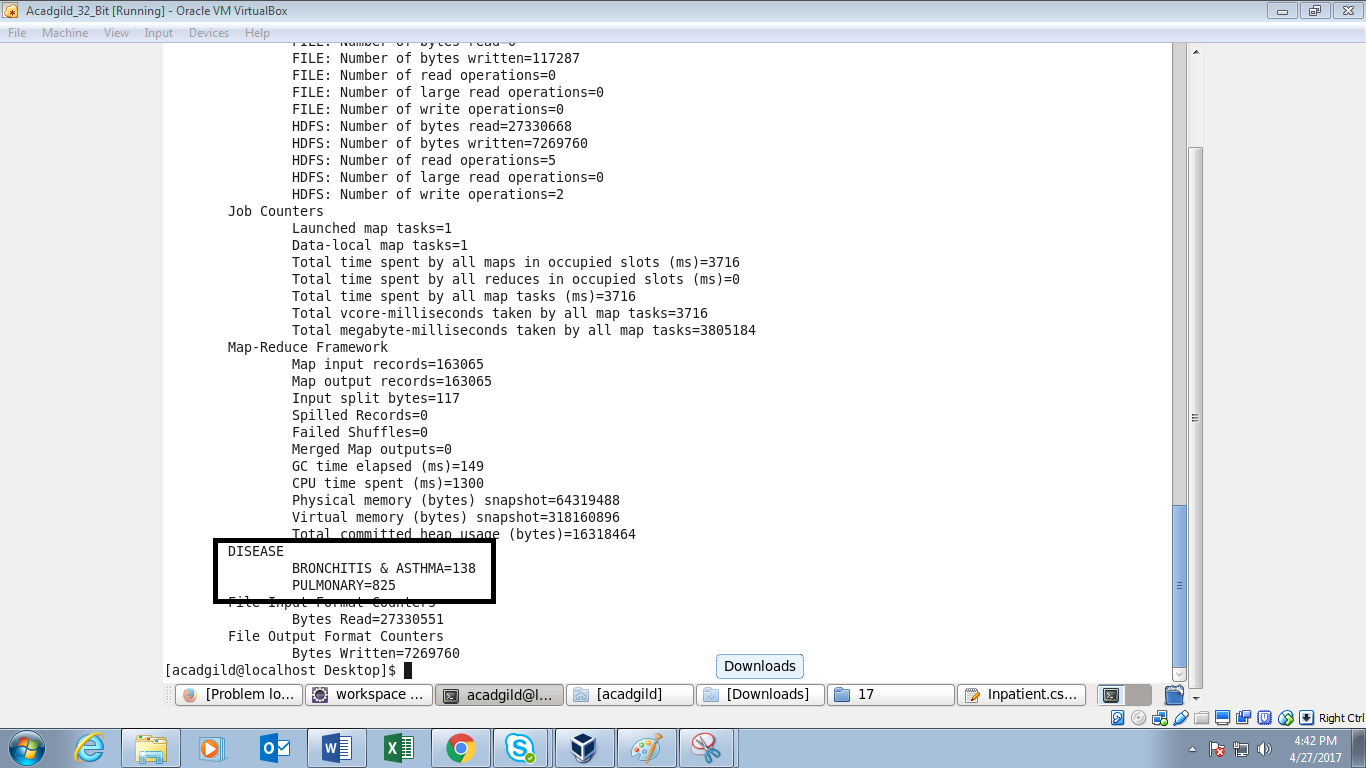 Acadgild_32_Bit [Running] - Oracle VM VirtualBox
File Machine View Input Devices Help
FILE: Number of bytes read=0
FILE: Number of bytes written=117287
FILE: Number of read operations=0
FILE: Number of large read operations=0
FILE: Number of write operations=0
HDFS: Number of bytes read=27330668
HDFS: Number of bytes written=7269760
HDFS: Number of read operations=5
HDFS: Number of large read operations=0
HDFS: Number of write operations=2
Job Counters
Launched map tasks=1
Data-local map tasks=1
Total time spent by all maps in occupied slots (ms)=3716
Total time spent by all reduces in occupied slots (ms)=0
Total time spent by all map tasks (ms)=3716
Total vcore-milliseconds taken by all map tasks=3716
Total megabyte-milliseconds taken by all map tasks=3805184
Map-Reduce Framework
Map input records=163065
Map output records=163065
Input split bytes=117
Spilled Records=0
Failed Shuffles=0
Merged Map outputs=0
GC time elapsed (ms)=149
CPU time spent (ms)=1300
Physical memory (bytes) snapshot=64319488
Virtual memory (bytes) snapshot=318160896
Total committed heap usage (bytes)=16318464
DISEASE
BRONCHITIS & ASTHMA=138
PULMONARY=825
File Input Format Counters
Bytes Read=27330551
File Output Format Counters
Bytes Written=7269760
[acadgild@localhost Desktop]$
Downloads
[Problem lo... workspace ... acadgild@l... [acadgild] [Downloads] 17 Inpatient.cs...
Right Ctrl
4:42 PM
4/27/2017